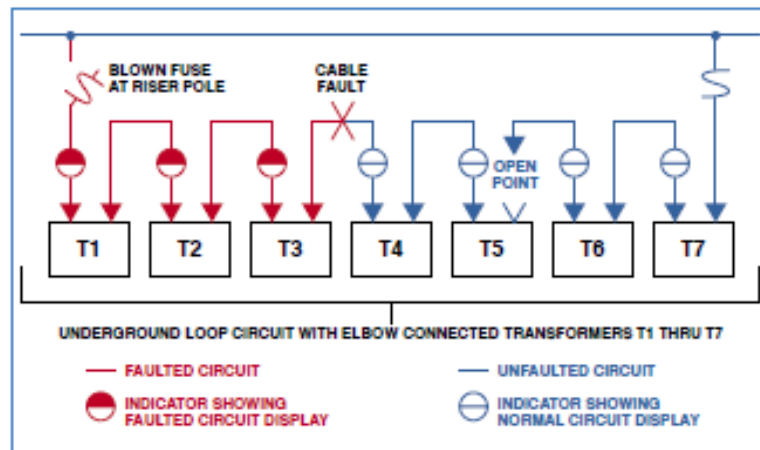 BLOWN FUSE
AT RISER POLE
CABLE
FAULT
OPEN
POINT
T1 T2 T3 T4 T5 T6 T7
UNDERGROUND LOOP CIRCUIT WITH ELBOW CONNECTED TRANSFORMERS T1 THRU T7
FAULTED CIRCUIT
INDICATOR SHOWING
FAULTED CIRCUIT DISPLAY
UNFAULTED CIRCUIT
INDICATOR SHOWING
NORMAL CIRCUIT DISPLAY